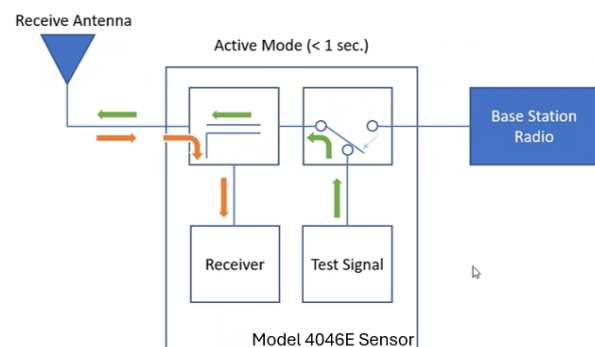 Receive Antenna
Active Mode (< 1 sec.)
Base Station
Radio
Receiver
Test Signal
Model 4046E Sensor